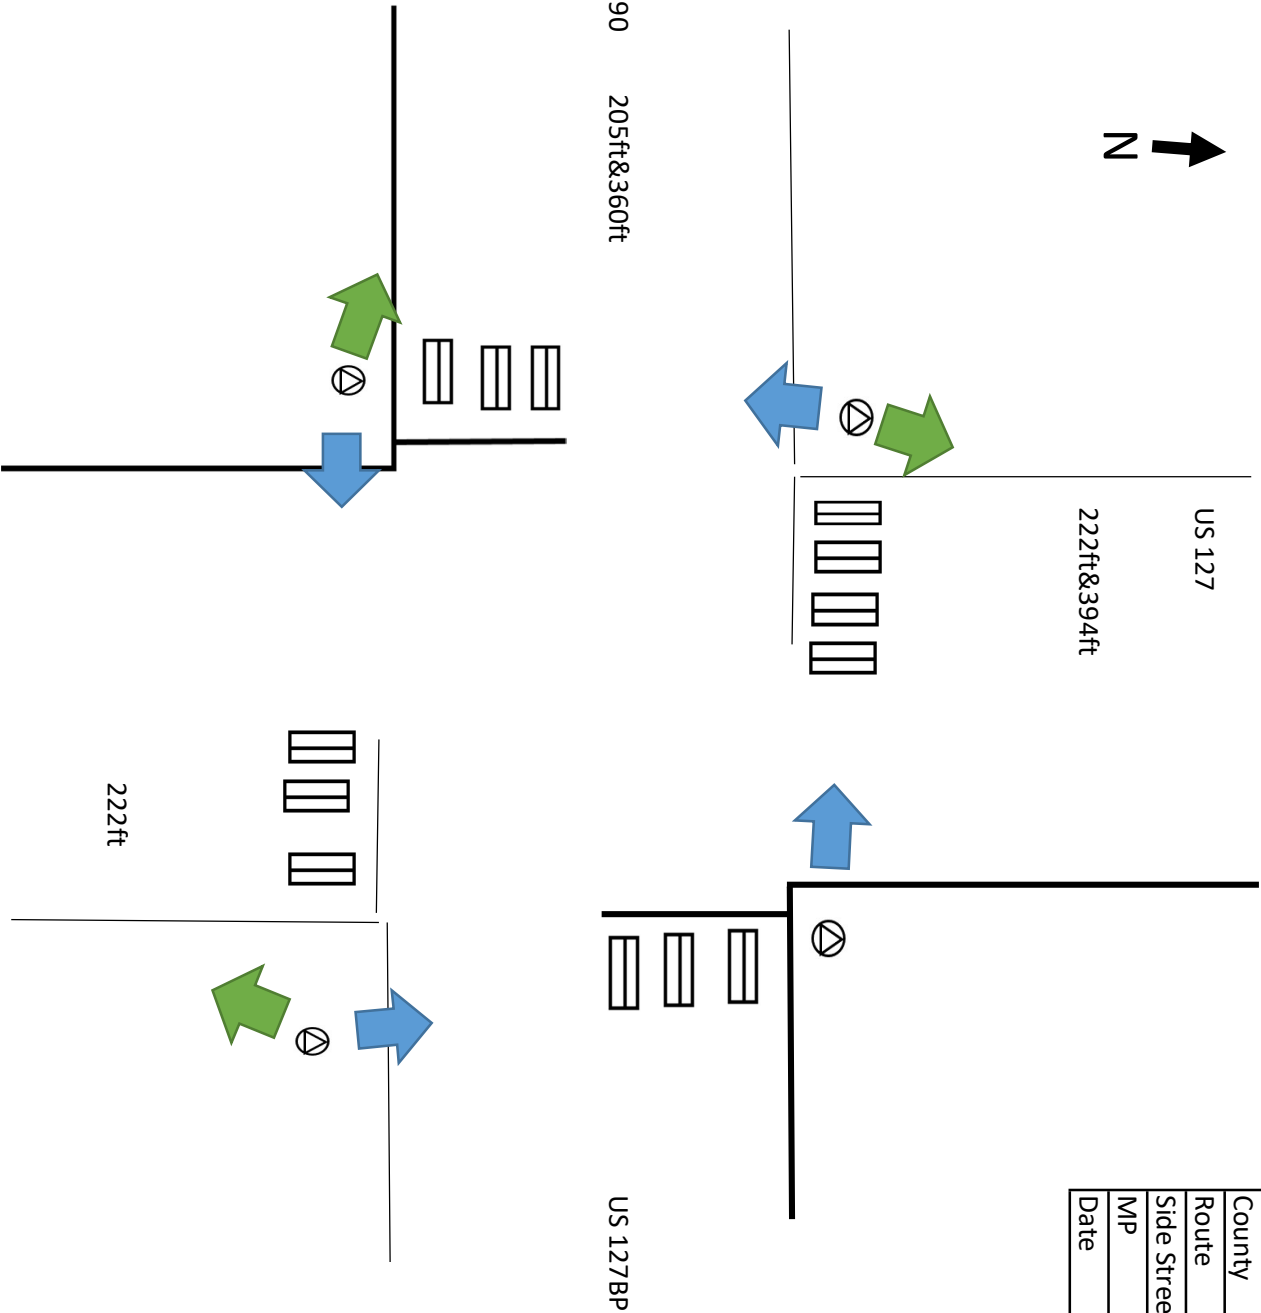 County
US 127
Route
Side Stree
N
MP
222ft&394ft
Date
90
205ft&360ft
US 127BP
222ft